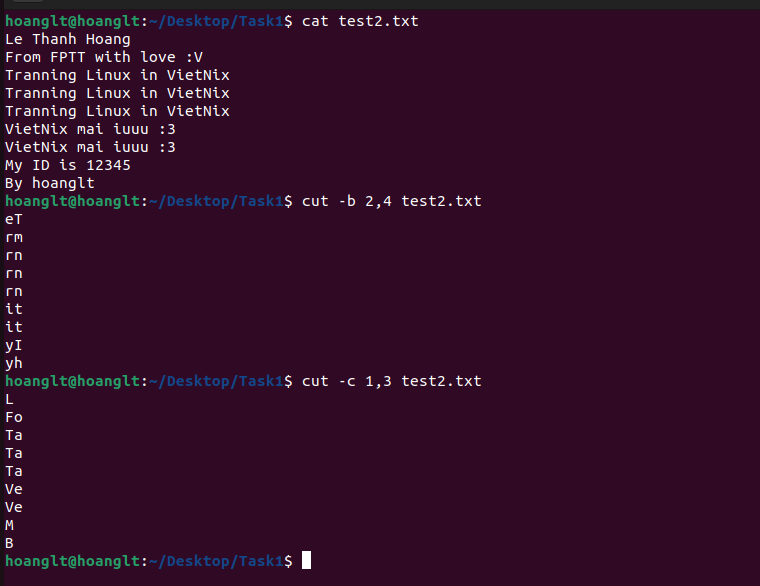 hoanglt@hoanglt:~/Desktop/Task1$ cat test2.txt
Le Thanh Hoang
From FPTT with love :V
Tranning Linux in VietNix
Tranning Linux in VietNix
Tranning Linux in VietNix
VietNix mai iuuu :3
VietNix mai iuuu :3
My ID is 12345
By hoanglt
hoanglt@hoanglt:~/Desktop/Task1$ cut -b 2,4 test2.txt
eT
rm
rn
rn
rn
it
it
yI
yh
hoanglt@hoanglt:~/Desktop/Task1$ cut -c 1,3 test2.txt
L
Fo
Ta
Ta
Ta
Ve
Ve
M
B
hoanglt@hoanglt:~/Desktop/Task1$